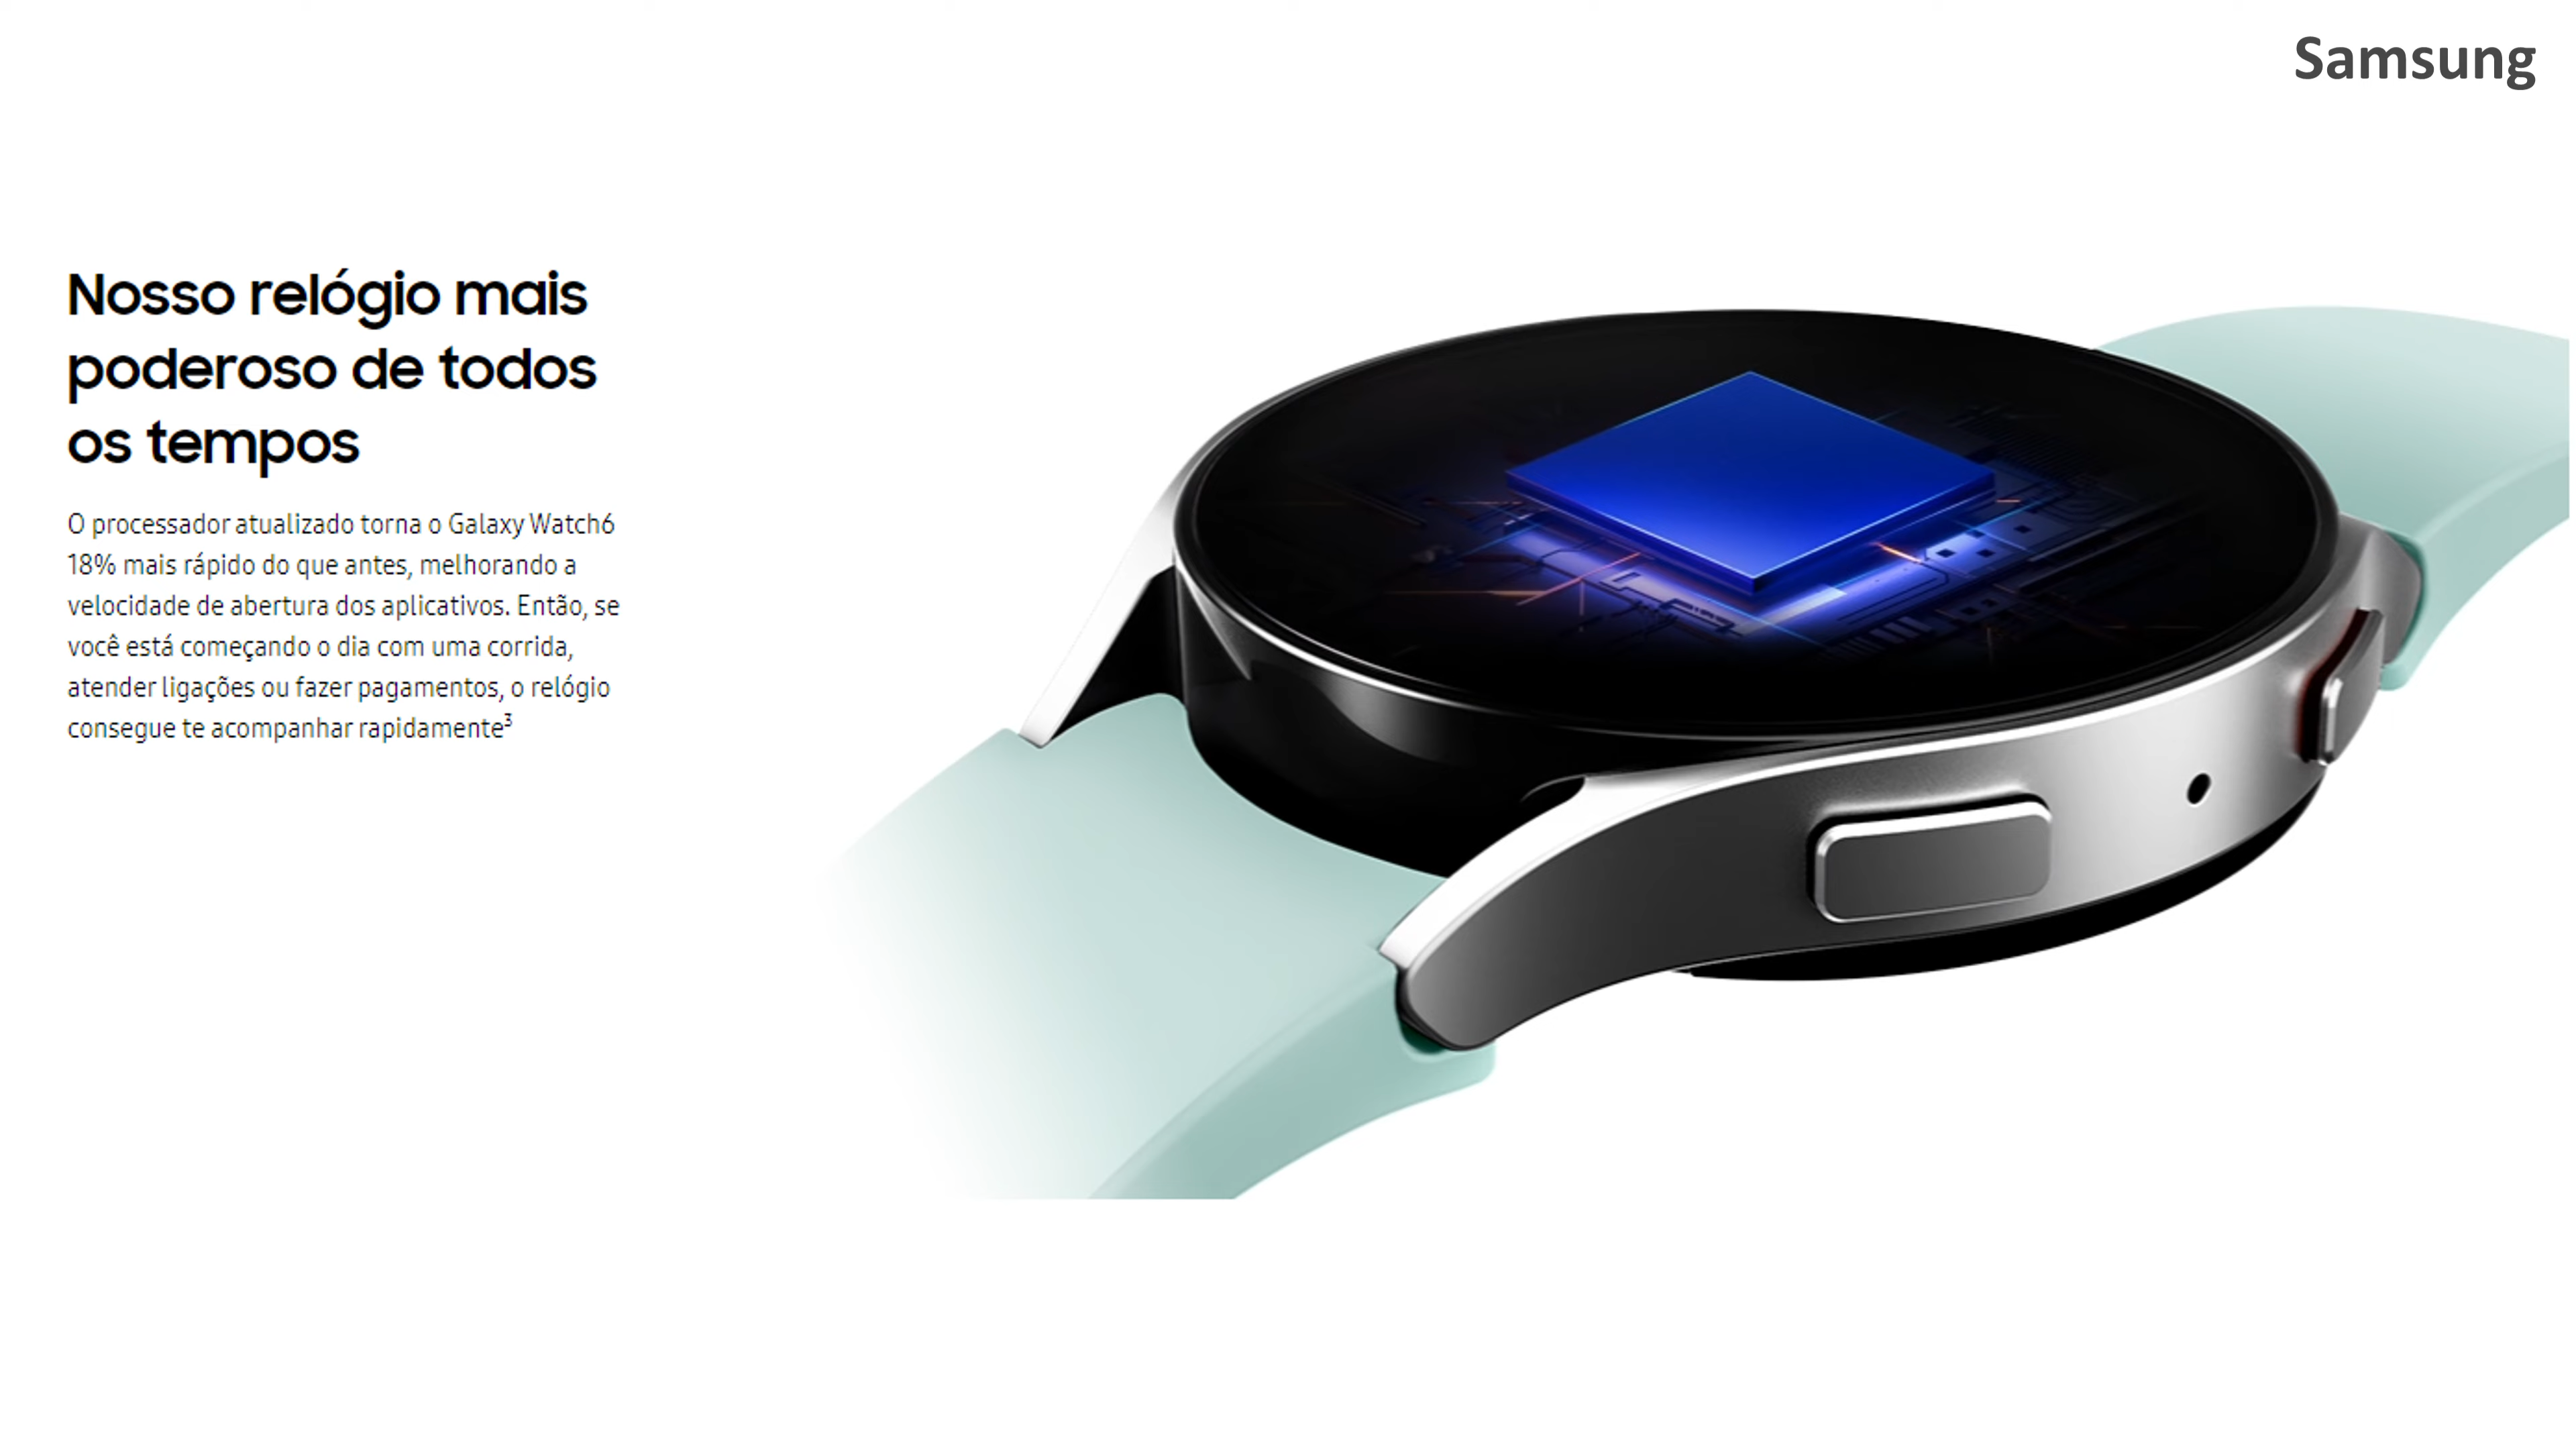 Samsung
Nosso relógio mais
poderoso de todos
os tempos
O processador atualizado torna o Galaxy Watch6
18% mais rápido do que antes, melhorando a
velocidade de abertura dos aplicativos. Então, se
você está começando o dia com uma corrida,
atender ligações ou fazer pagamentos, o relógio
consegue te acompanhar rapidamente³